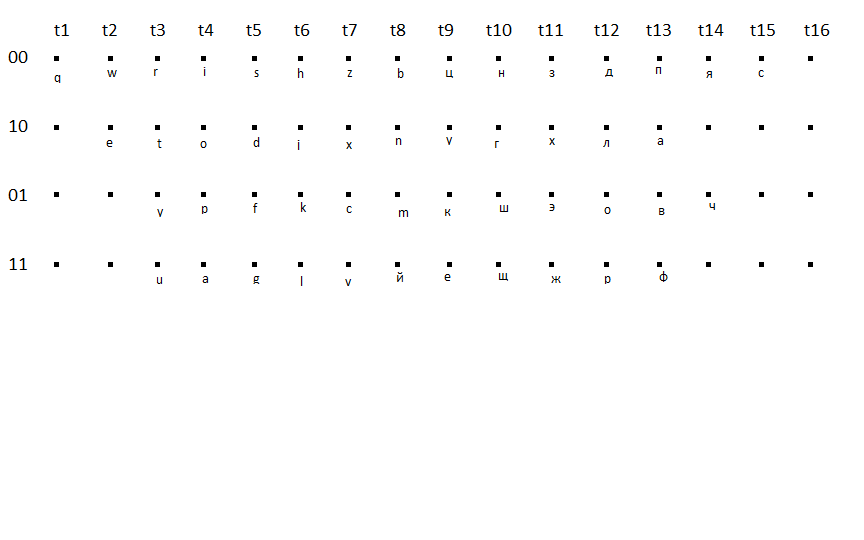 t1 t2 t3 t4 t5 t6 t7 t8 t9 t10 t11 t12 t13 t14 t15 t16
00
q w r i s h z b ц н з д п я с
10
e t o d j x n у г х л а
01
y p f k c m к ш э о в ч
11
u a g l v й е щ ж р ф